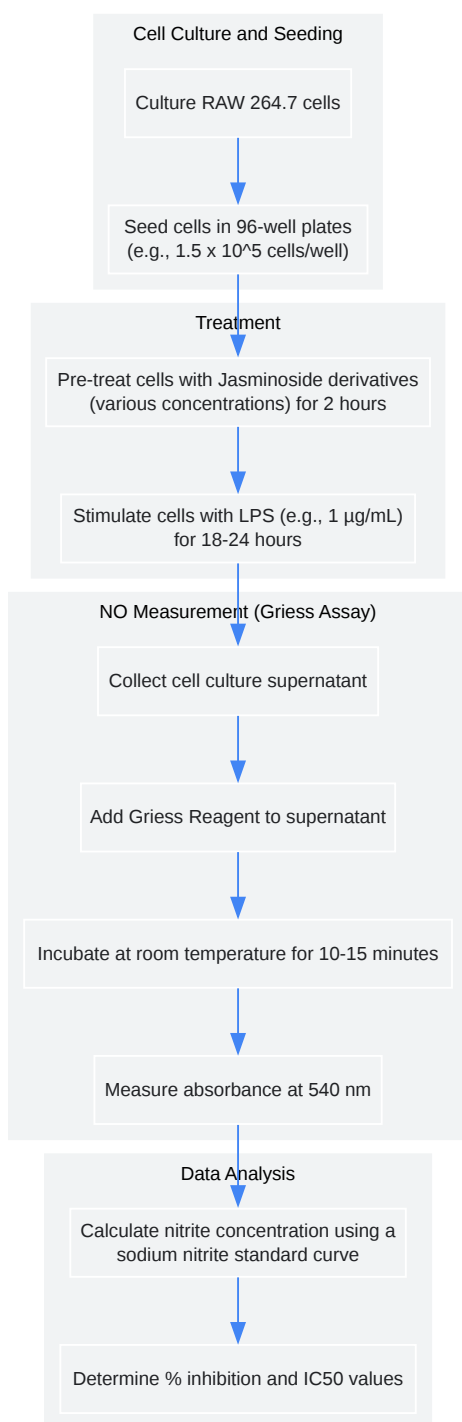 Cell Culture and Seeding
Culture RAW 264.7 cells
Seed cells in 96-well plates
(e.g., 1.5 x 10^5 cells/well)
Treatment
Pre-treat cells with Jasminoside derivatives
(various concentrations) for 2 hours
Stimulate cells with LPS (e.g., 1 µg/mL)
for 18-24 hours
NO Measurement (Griess Assay)
Collect cell culture supernatant
Add Griess Reagent to supernatant
Incubate at room temperature for 10-15 minutes
Measure absorbance at 540 nm
Data Analysis
Calculate nitrite concentration using a
sodium nitrite standard curve
Determine % inhibition and IC50 values